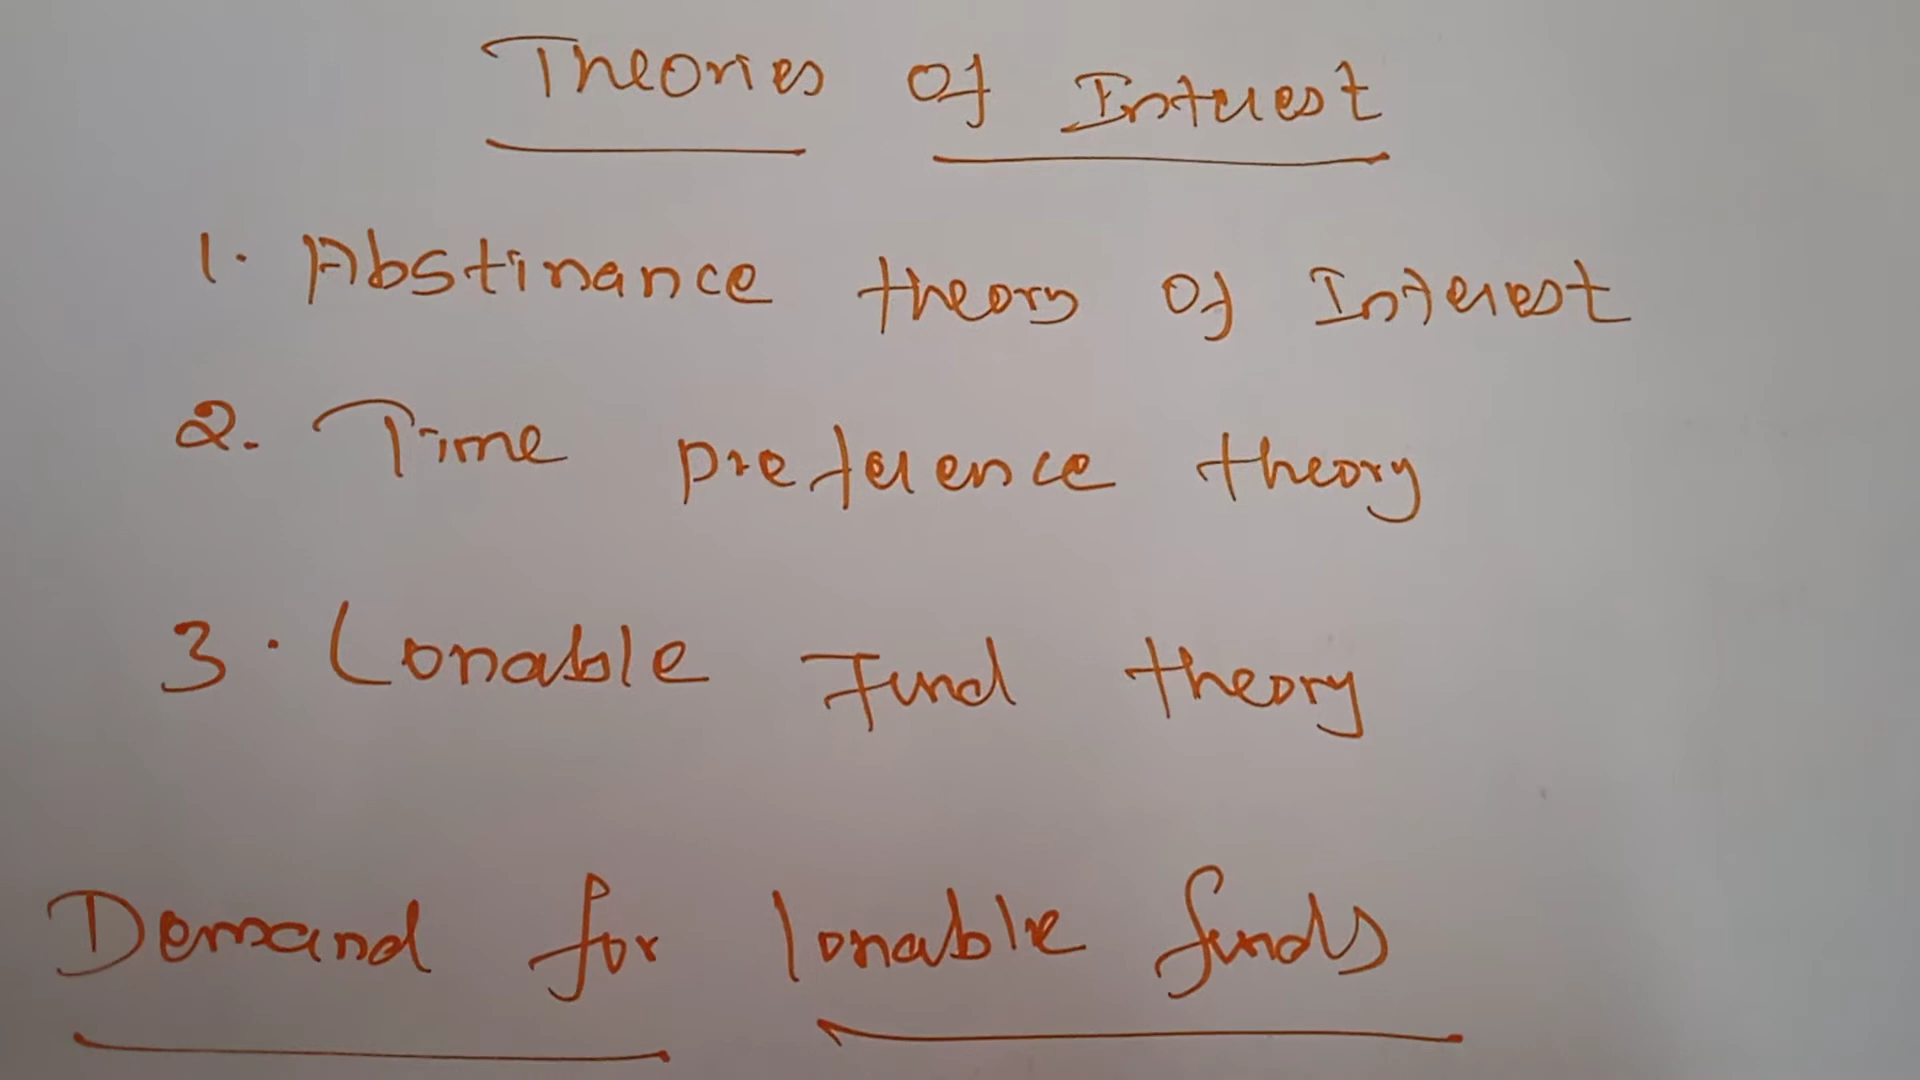 Theories of Interest
1. Abstinance theory of Interest
2. Time preference theory
3. Lonable Fund theory
Demand for lonable funds